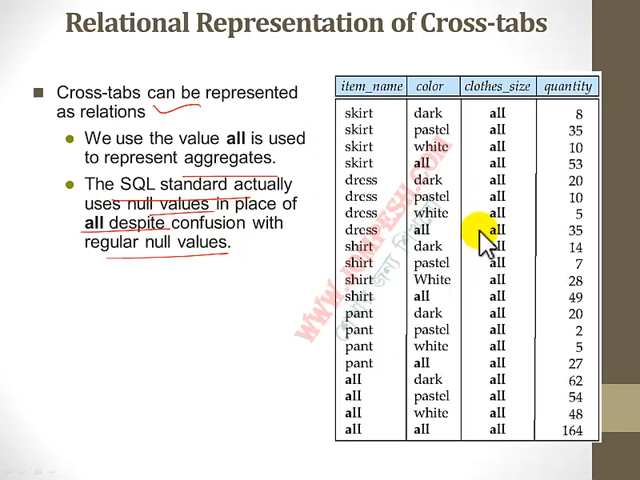 Relational Representation of Cross-tabs
Cross-tabs can be represented
as relations
We use the value all is used
to represent aggregates.
The SQL standard actually
uses null values in place of
all despite confusion with
regular null values.
item_name color clothes_size quantity
skirt dark all 8
skirt pastel all 35
skirt white all 10
skirt all all 53
dress dark all 20
dress pastel all 10
dress white all 5
dress all all 35
shirt dark all 14
shirt pastel all 7
shirt White all 28
shirt all all 49
pant dark all 20
pant pastel all 2
pant white all 5
pant all all 27
all dark all 62
all pastel all 54
all white all 48
all all all 164